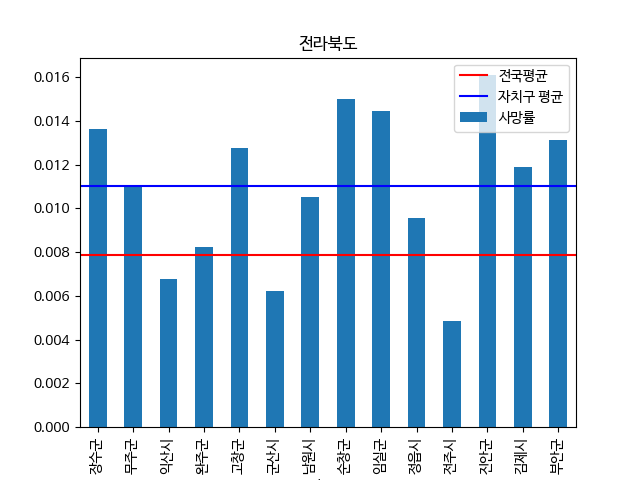 전라북도
0.016
0.014
0.012
0.010
0.008
0.006
0.004
0.002
0.000
전국평균
자치구 평균
사망률
장수군
무주군
익산시
완주군
고창군
군산시
남원시
순창군
임실군
정읍시
전주시
진안군
김제시
부안군